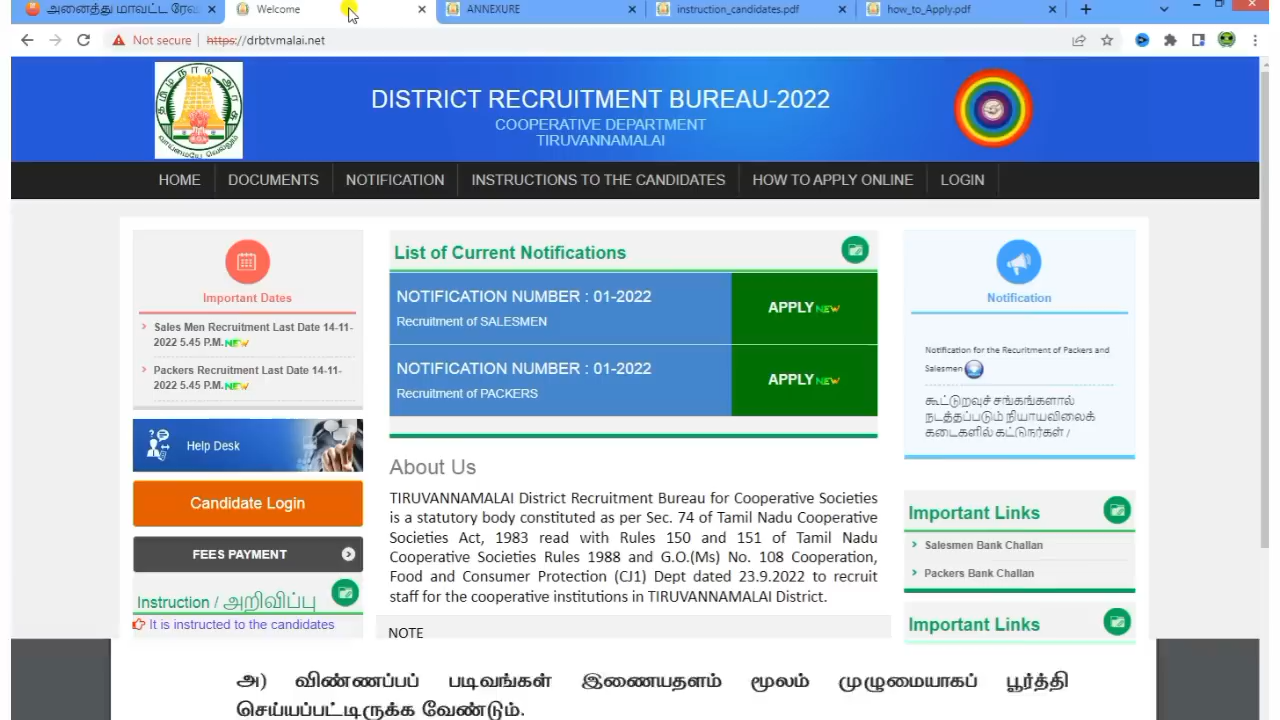 அனைத்து மாவட்ட ரேஷ
Welcome
ANNEXURE
instruction_candidates.pdf
how_to_Apply.pdf
Not secure | https://drbtvmalai.net
DISTRICT RECRUITMENT BUREAU-2022
COOPERATIVE DEPARTMENT
TIRUVANNAMALAI
HOME
DOCUMENTS
NOTIFICATION
INSTRUCTIONS TO THE CANDIDATES
HOW TO APPLY ONLINE
LOGIN
Important Dates
Sales Men Recruitment Last Date 14-11-
2022 5.45 P.M. NEW
Packers Recruitment Last Date 14-11-
2022 5.45 P.M. NEW
Help Desk
Candidate Login
FEES PAYMENT
Instruction / அறிவிப்பு
It is instructed to the candidates
List of Current Notifications
NOTIFICATION NUMBER : 01-2022
Recruitment of SALESMEN
APPLY NEW
NOTIFICATION NUMBER : 01-2022
Recruitment of PACKERS
APPLY NEW
About Us
TIRUVANNAMALAI District Recruitment Bureau for Cooperative Societies
is a statutory body constituted as per Sec. 74 of Tamil Nadu Cooperative
Societies Act, 1983 read with Rules 150 and 151 of Tamil Nadu
Cooperative Societies Rules 1988 and G.O.(Ms) No. 108 Cooperation,
Food and Consumer Protection (CJ1) Dept dated 23.9.2022 to recruit
staff for the cooperative institutions in TIRUVANNAMALAI District.
NOTE
Notification
Notification for the Recuritment of Packers and
Salesmen
கூட்டுறவுச் சங்கங்களால்
நடத்தப்படும் நியாயவிலைக்
கடைகளில் கட்டுநர்கள் /
Important Links
Salesmen Bank Challan
Packers Bank Challan
Important Links
அ) விண்ணப்பப் படிவங்கள் இணையதளம் மூலம் முழுமையாகப் பூர்த்தி
செய்யப்பட்டிருக்க வேண்டும்.